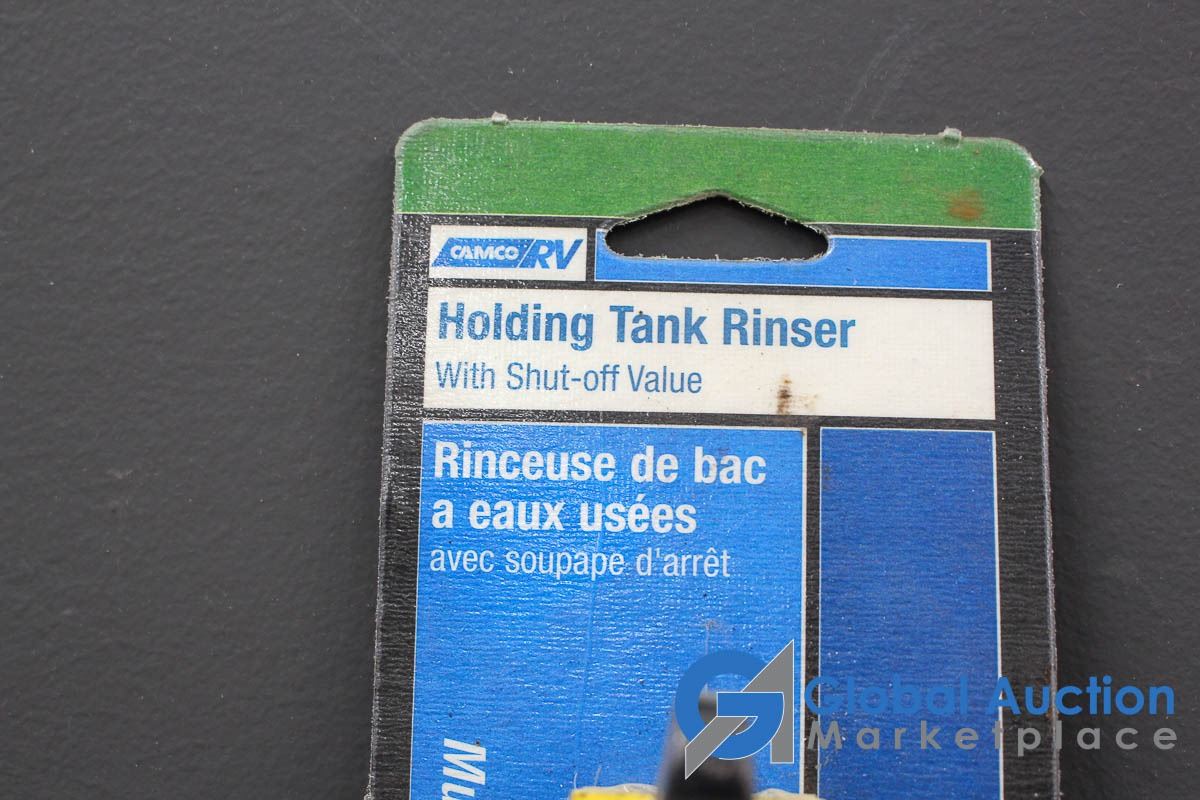 CAMCO RV
Holding Tank Rinser
With Shut-off Value
Rinceuse de bac
a eaux usées
avec soupape d'arrêt
Global Auction
Marketplace